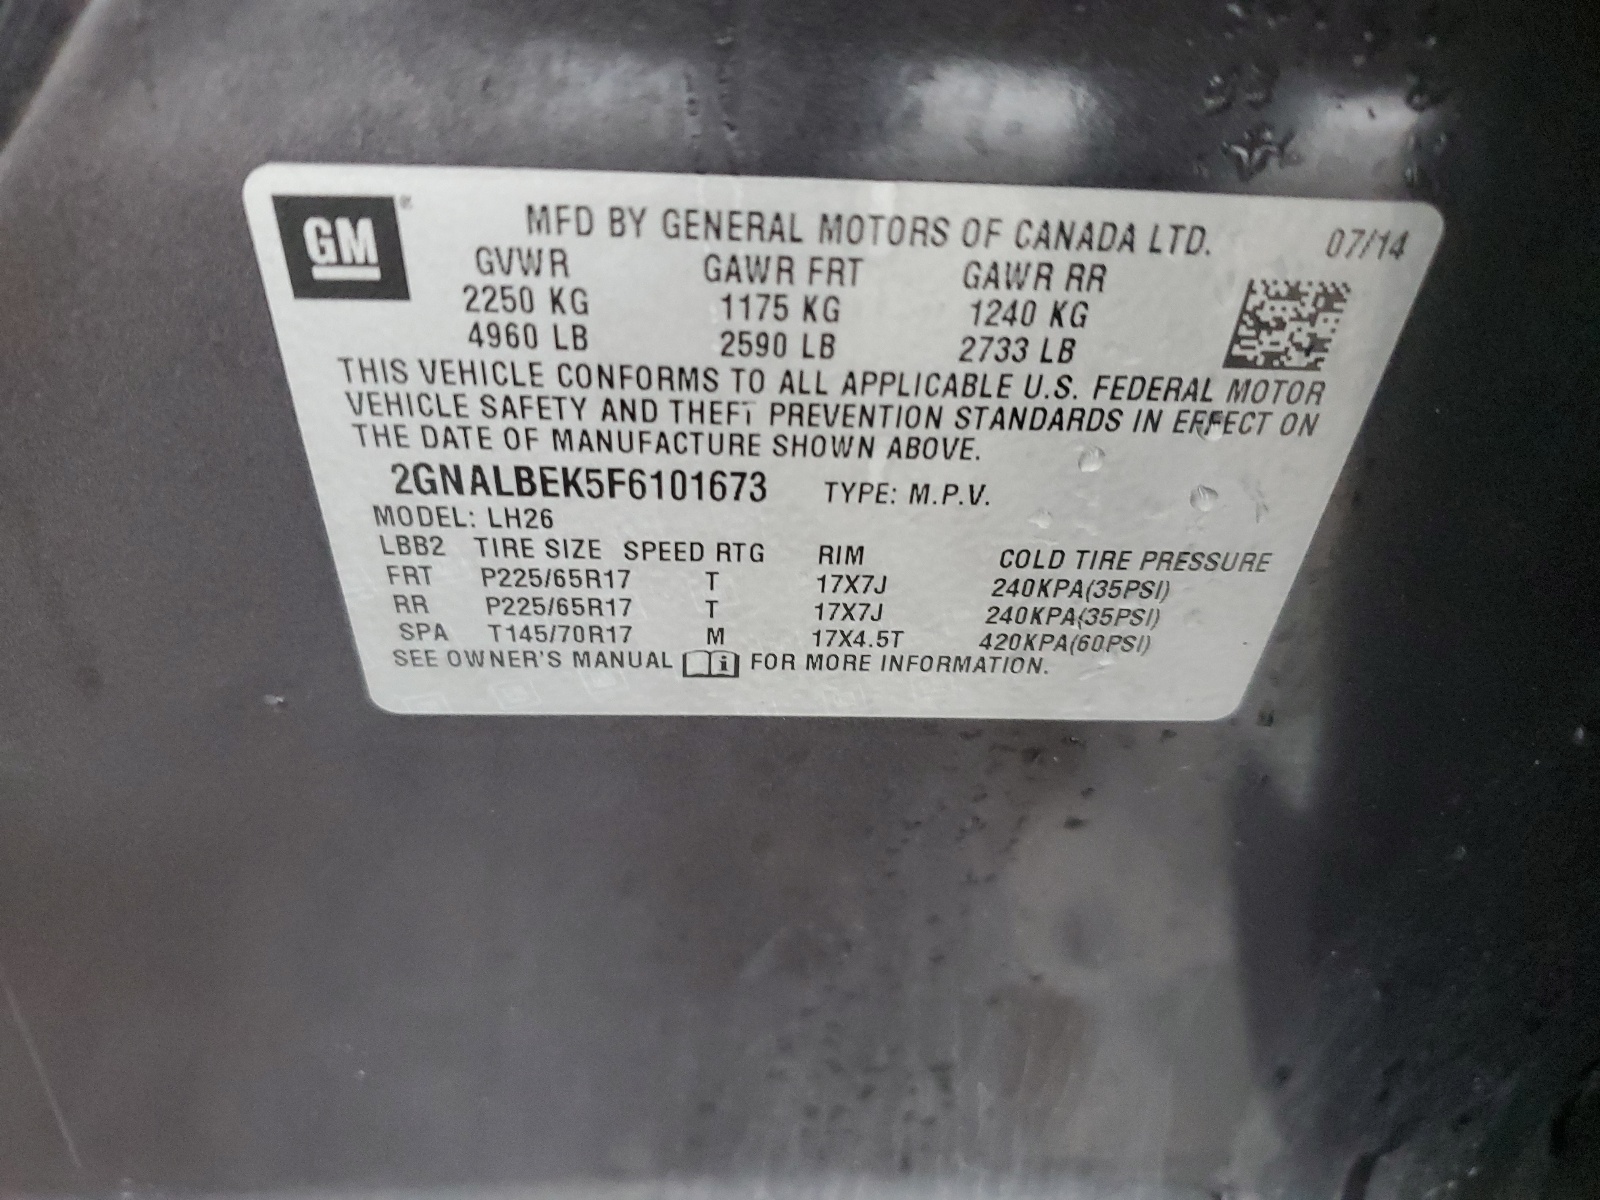 GM
MFD BY GENERAL MOTORS OF CANADA LTD. 07/14
GVWR GAWR FRT GAWR RR
2250 KG 1175 KG 1240 KG
4960 LB 2590 LB 2733 LB
THIS VEHICLE CONFORMS TO ALL APPLICABLE U.S. FEDERAL MOTOR
VEHICLE SAFETY AND THEFT PREVENTION STANDARDS IN EFFECT ON
THE DATE OF MANUFACTURE SHOWN ABOVE.
2GNALBEK5F6101673 TYPE: M.P.V.
MODEL: LH26
LBB2 TIRE SIZE SPEED RTG RIM COLD TIRE PRESSURE
FRT P225/65R17 T 17X7J 240KPA(35PSI)
RR P225/65R17 T 17X7J 240KPA(35PSI)
SPA T145/70R17 M 17X4.5T 420KPA(60PSI)
SEE OWNER'S MANUAL i FOR MORE INFORMATION.